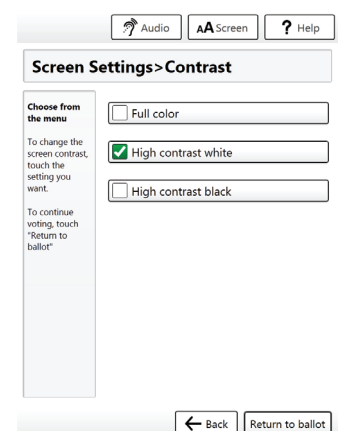 Audio
AA Screen
? Help
Screen Settings>Contrast
Choose from
the menu
To change the
screen contrast,
touch the
setting you
want.
To continue
voting, touch
"Return to
ballot"
Full color
High contrast white
High contrast black
Back
Return to ballot